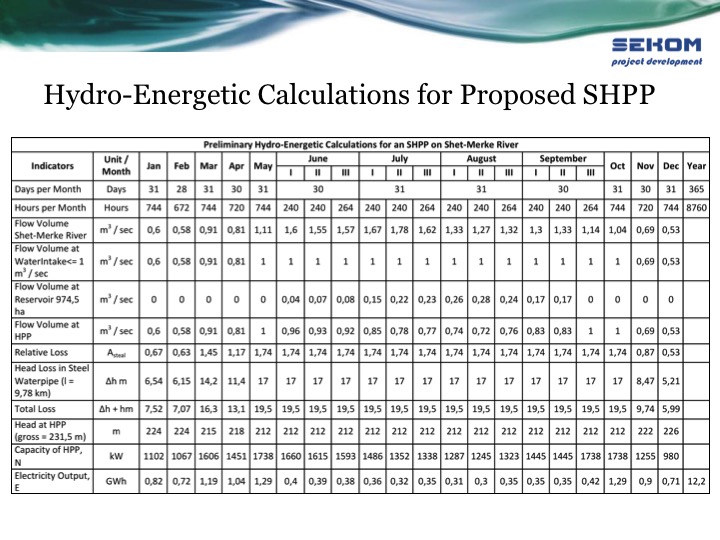 SEKOM
project development
Hydro-Energetic Calculations for Proposed SHPP
Preliminary Hydro-Energetic Calculations for an SHPP on Shet-Merke River
Indicators Unit / Month Jan Feb Mar Apr May June July August September Oct Nov Dec Year
I II III I II III I II III I II III
Days per Month Days 31 28 31 30 31 30 31 31 30 31 30 31 365
Hours per Month Hours 744 672 744 720 744 240 240 264 240 240 264 240 240 264 240 240 264 744 720 744 8760
Flow Volume Shet-Merke River m³ / sec 0,6 0,58 0,91 0,81 1,11 1,6 1,55 1,57 1,67 1,78 1,62 1,33 1,27 1,32 1,3 1,33 1,14 1,04 0,69 0,53
Flow Volume at WaterIntake<= 1 m³ / sec m³ / sec 0,6 0,58 0,91 0,81 1 1 1 1 1 1 1 1 1 1 1 1 1 1 0,69 0,53
Flow Volume at Reservoir 974,5 ha m³ / sec 0 0 0 0 0 0,04 0,07 0,08 0,15 0,22 0,23 0,26 0,28 0,24 0,17 0,17 0 0 0 0
Flow Volume at HPP m³ / sec 0,6 0,58 0,91 0,81 1 0,96 0,93 0,92 0,85 0,78 0,77 0,74 0,72 0,76 0,83 0,83 1 1 0,69 0,53
Relative Loss Asteal 0,67 0,63 1,45 1,17 1,74 1,74 1,74 1,74 1,74 1,74 1,74 1,74 1,74 1,74 1,74 1,74 1,74 1,74 0,87 0,53
Head Loss in Steel Waterpipe (l = 9,78 km) Δh m 6,54 6,15 14,2 11,4 17 17 17 17 17 17 17 17 17 17 17 17 17 17 8,47 5,21
Total Loss Δh + hm 7,52 7,07 16,3 13,1 19,5 19,5 19,5 19,5 19,5 19,5 19,5 19,5 19,5 19,5 19,5 19,5 19,5 19,5 9,74 5,99
Head at HPP (gross = 231,5 m) m 224 224 215 218 212 212 212 212 212 212 212 212 212 212 212 212 212 212 222 226
Capacity of HPP, N kW 1102 1067 1606 1451 1738 1660 1615 1593 1486 1352 1338 1287 1245 1323 1445 1445 1738 1738 1255 980
Electricity Output, E GWh 0,82 0,72 1,19 1,04 1,29 0,4 0,39 0,38 0,36 0,32 0,35 0,31 0,3 0,35 0,35 0,35 0,42 1,29 0,9 0,71 12,2